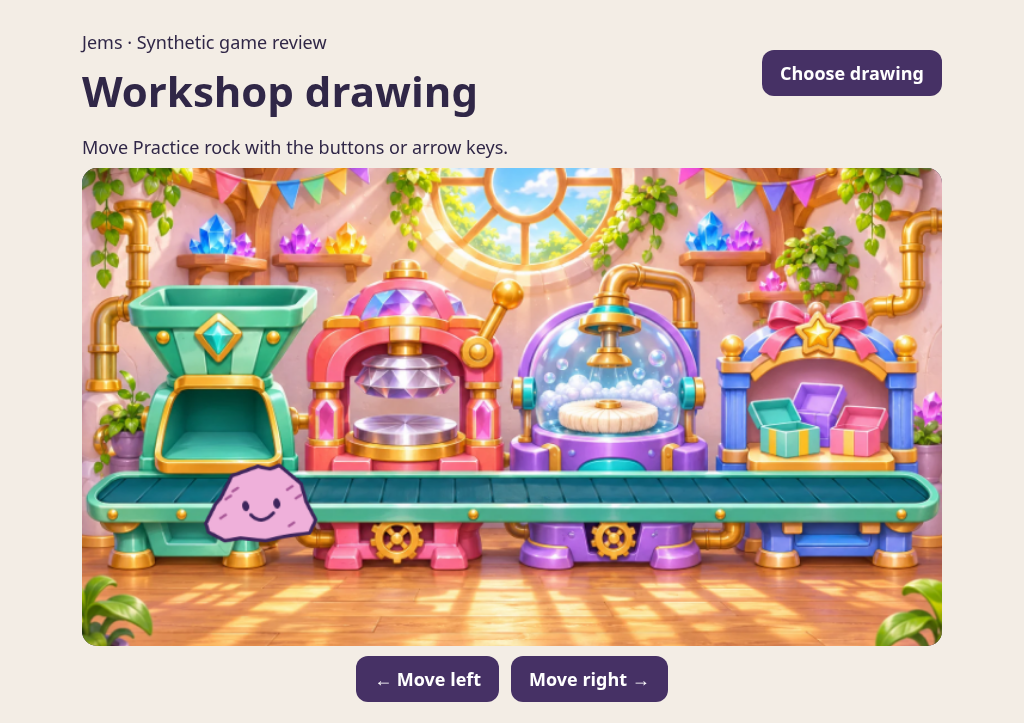 Jems · Synthetic game review
Workshop drawing
Choose drawing
Move Practice rock with the buttons or arrow keys.
← Move left
Move right →